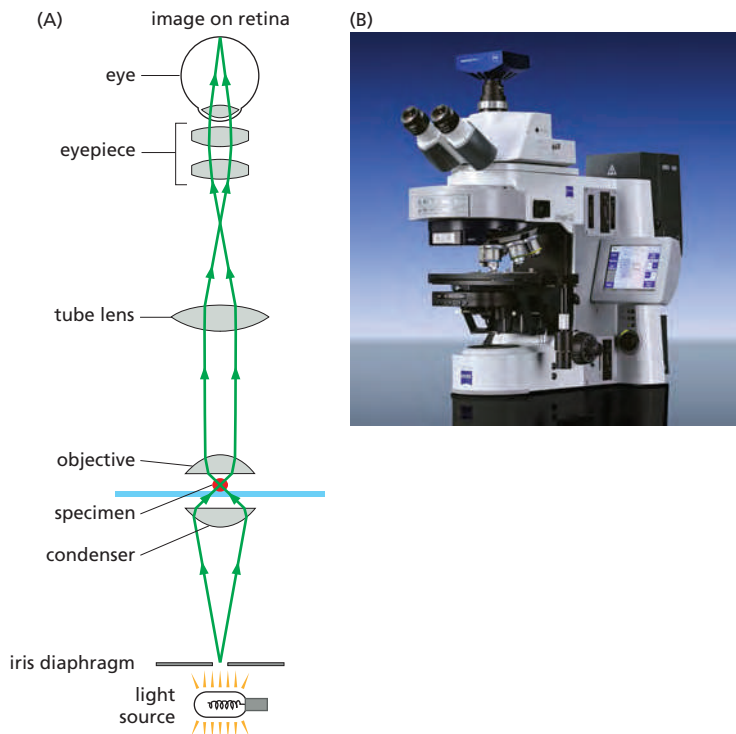 (A)
image on retina
eye
eyepiece
tube lens
objective
specimen
condenser
iris diaphragm
light
source
(B)